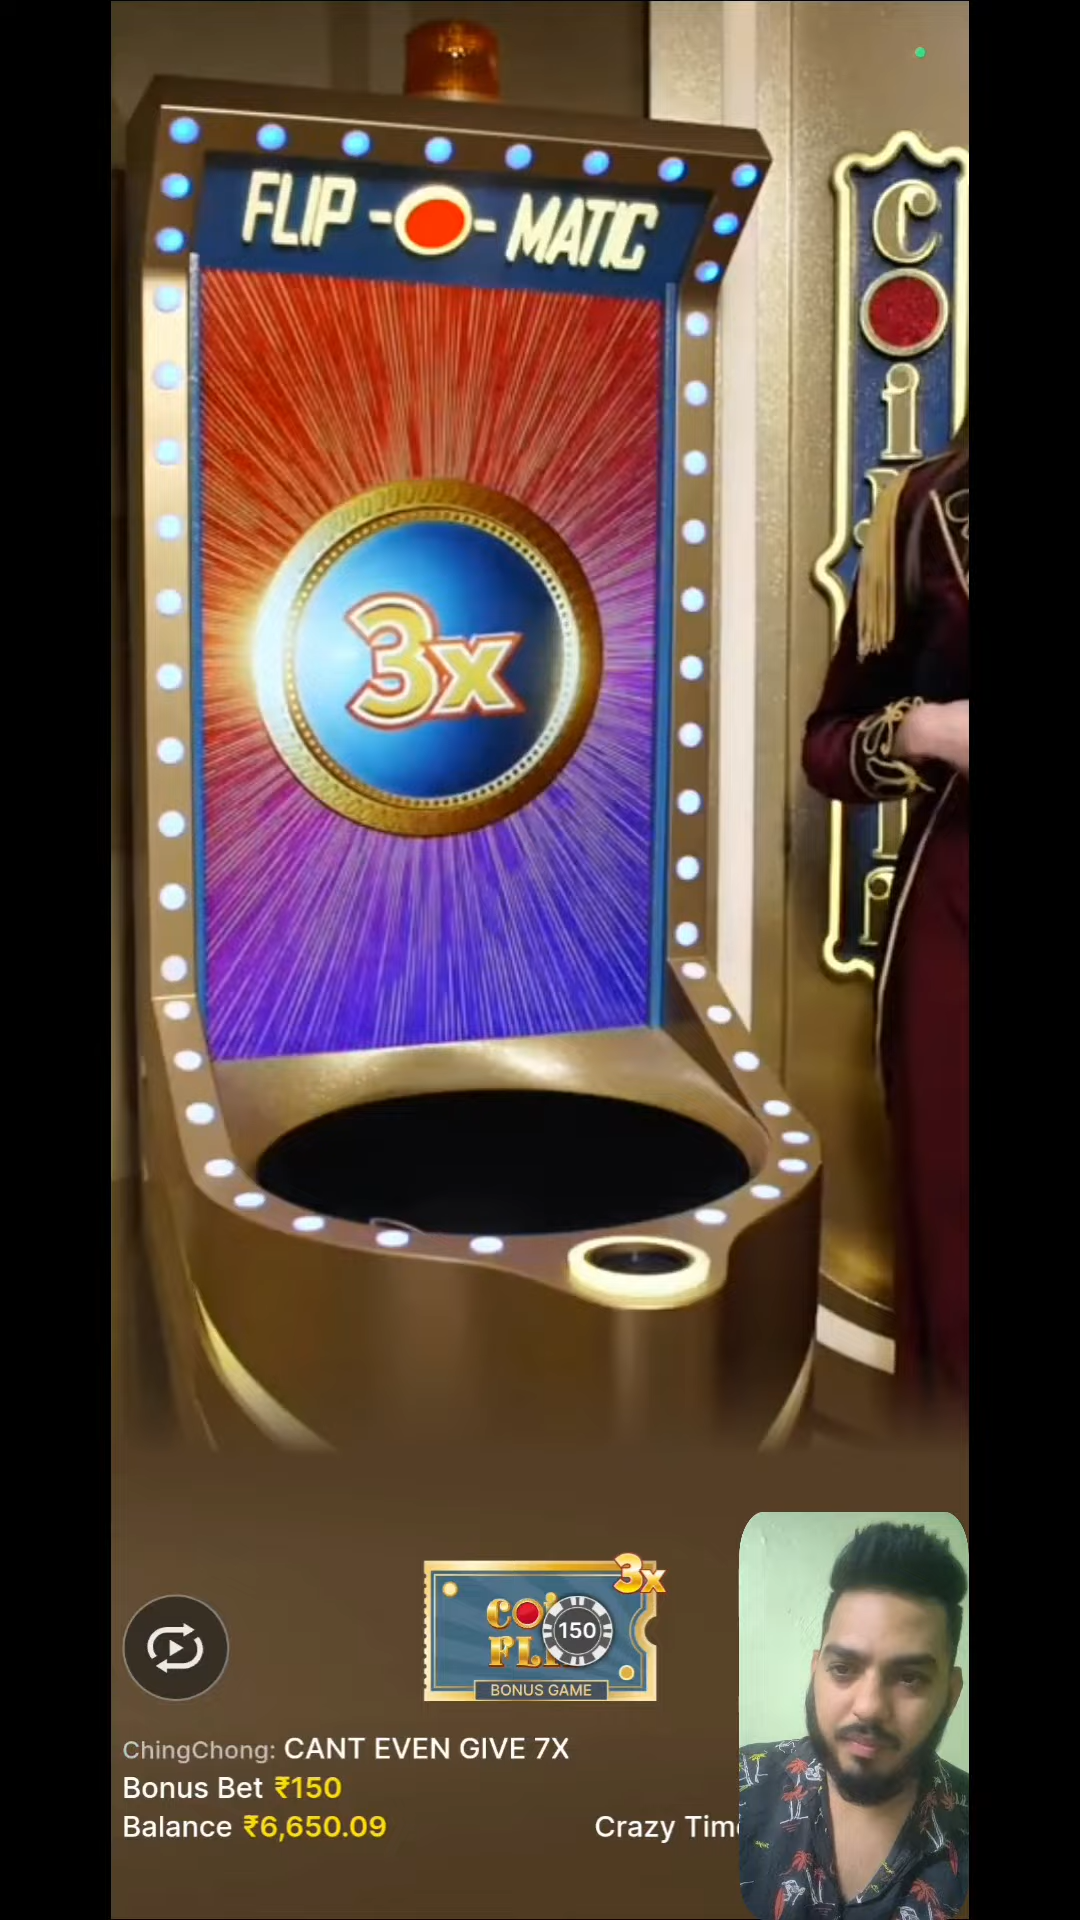 FLIP-O-MATIC
COi
3x
3x
150
BONUS GAME
ChingChong: CANT EVEN GIVE 7X
Bonus Bet ₹150
Balance ₹6,650.09
Crazy Tim